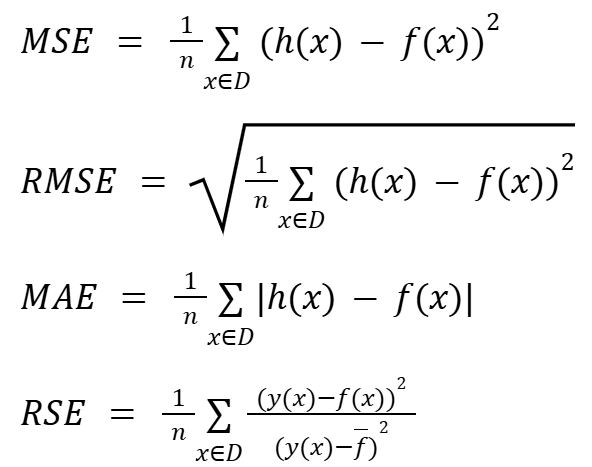 MSE = 1/n ∑_{x∈D} (h(x) − f(x))²
RMSE = √(1/n ∑_{x∈D} (h(x) − f(x))²)
MAE = 1/n ∑_{x∈D} |h(x) − f(x)|
RSE = 1/n ∑_{x∈D} (y(x)−f(x))² / (y(x)−f̅)²